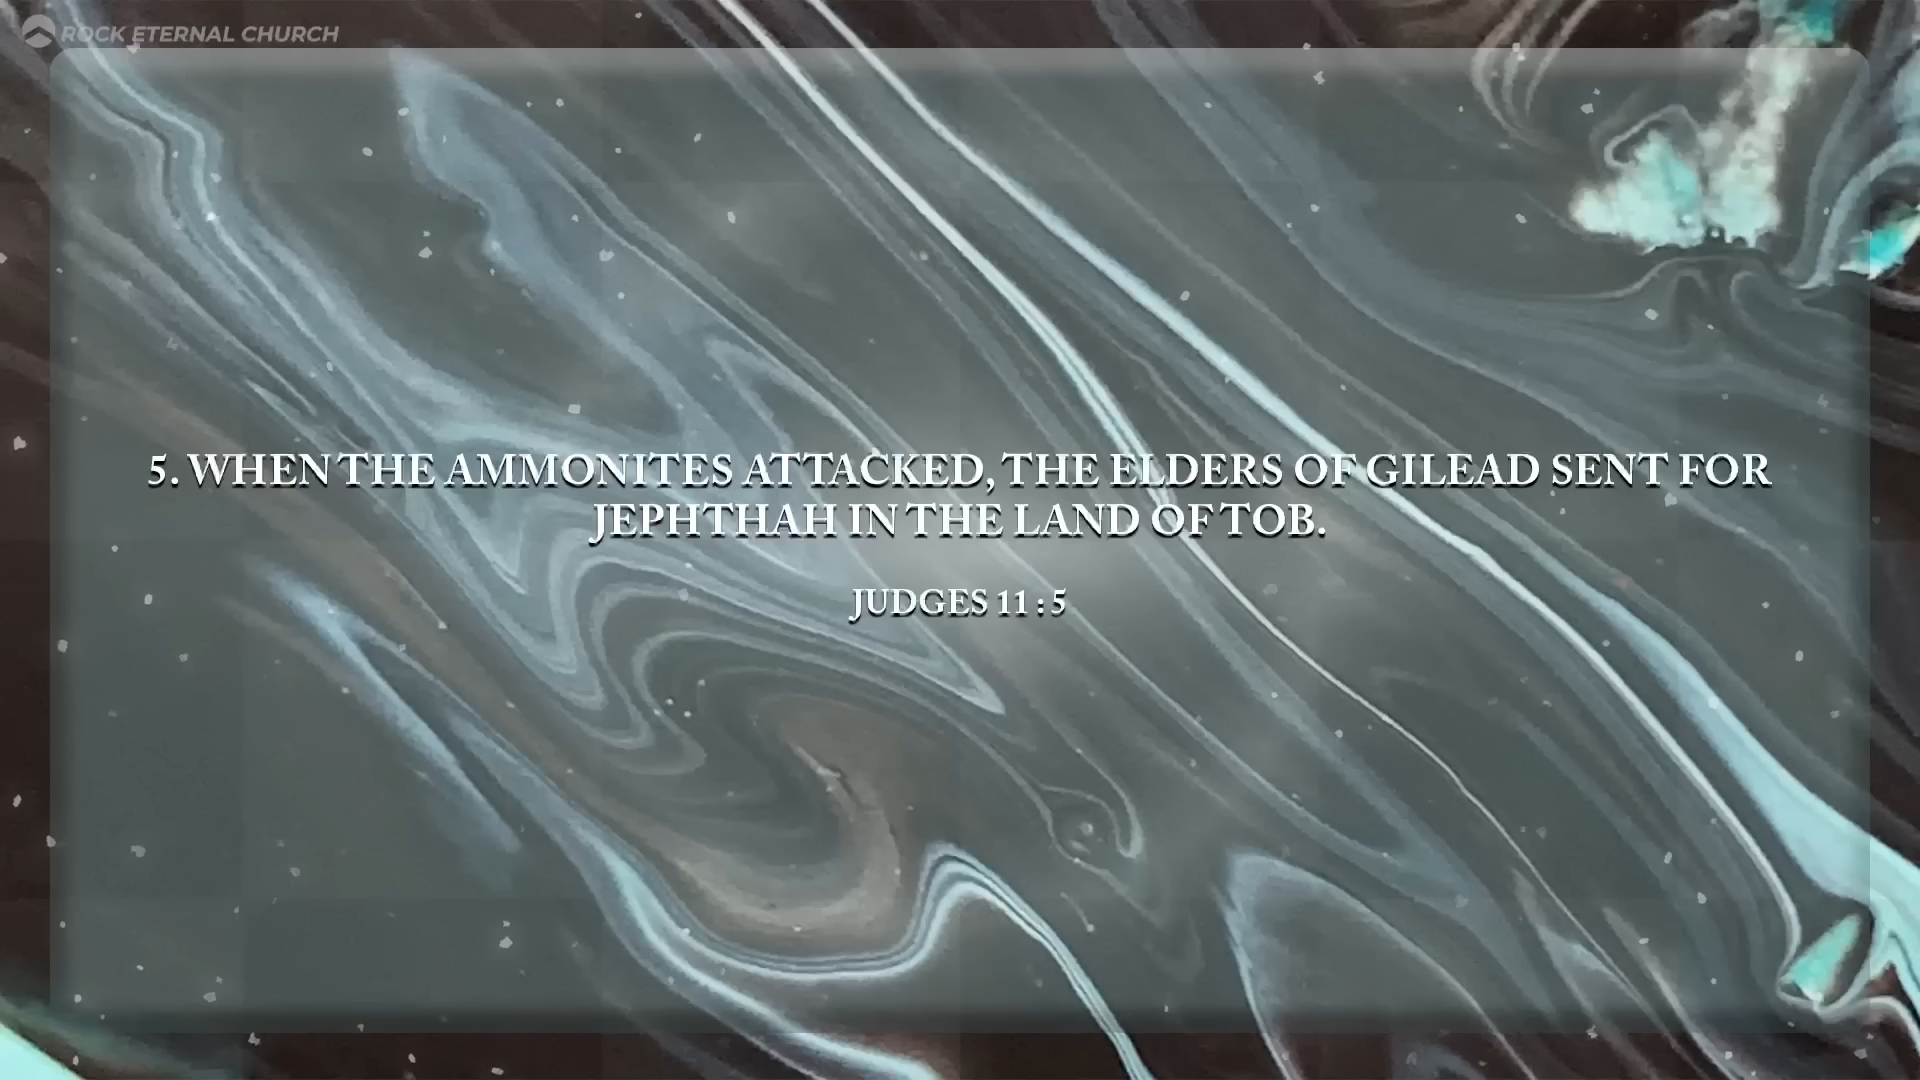 ROCK ETERNAL CHURCH
5. WHEN THE AMMONITES ATTACKED, THE ELDERS OF GILEAD SENT FOR
JEPHTHAH IN THE LAND OF TOB.
JUDGES 11:5